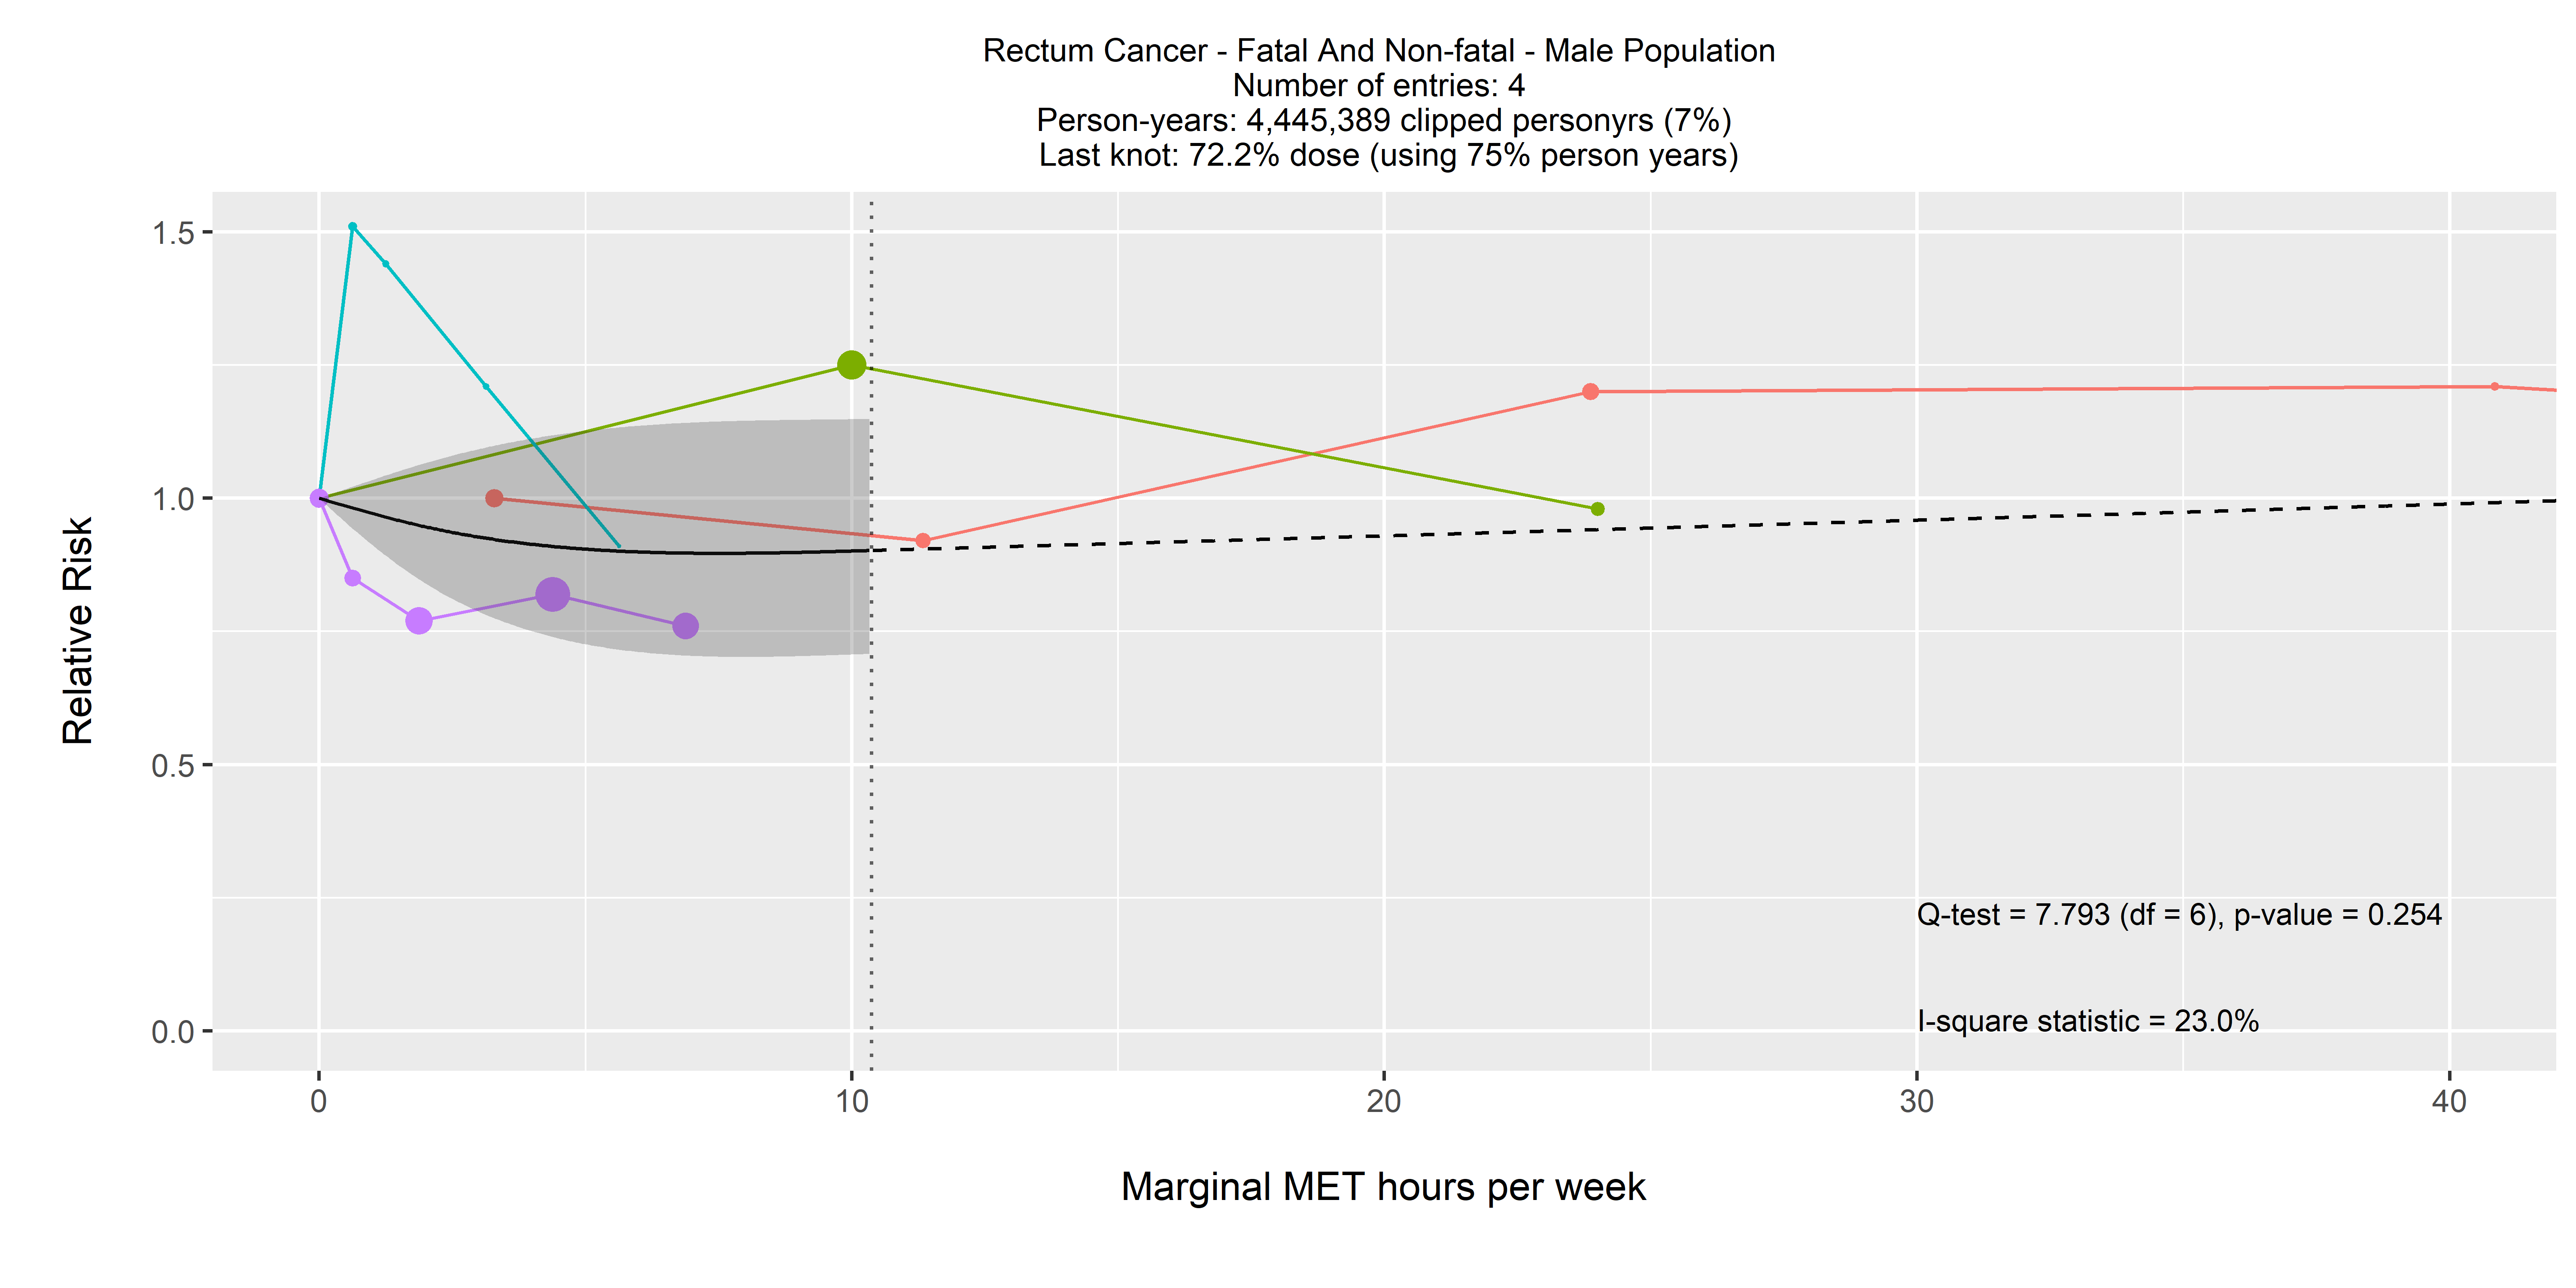 Rectum Cancer - Fatal And Non-fatal - Male Population
Number of entries: 4
Person-years: 4,445,389 clipped personyrs (7%)
Last knot: 72.2% dose (using 75% person years)
1.5
1.0
0.5
0.0
Relative Risk
Q-test = 7.793 (df = 6), p-value = 0.254
I-square statistic = 23.0%
0 10 20 30 40
Marginal MET hours per week